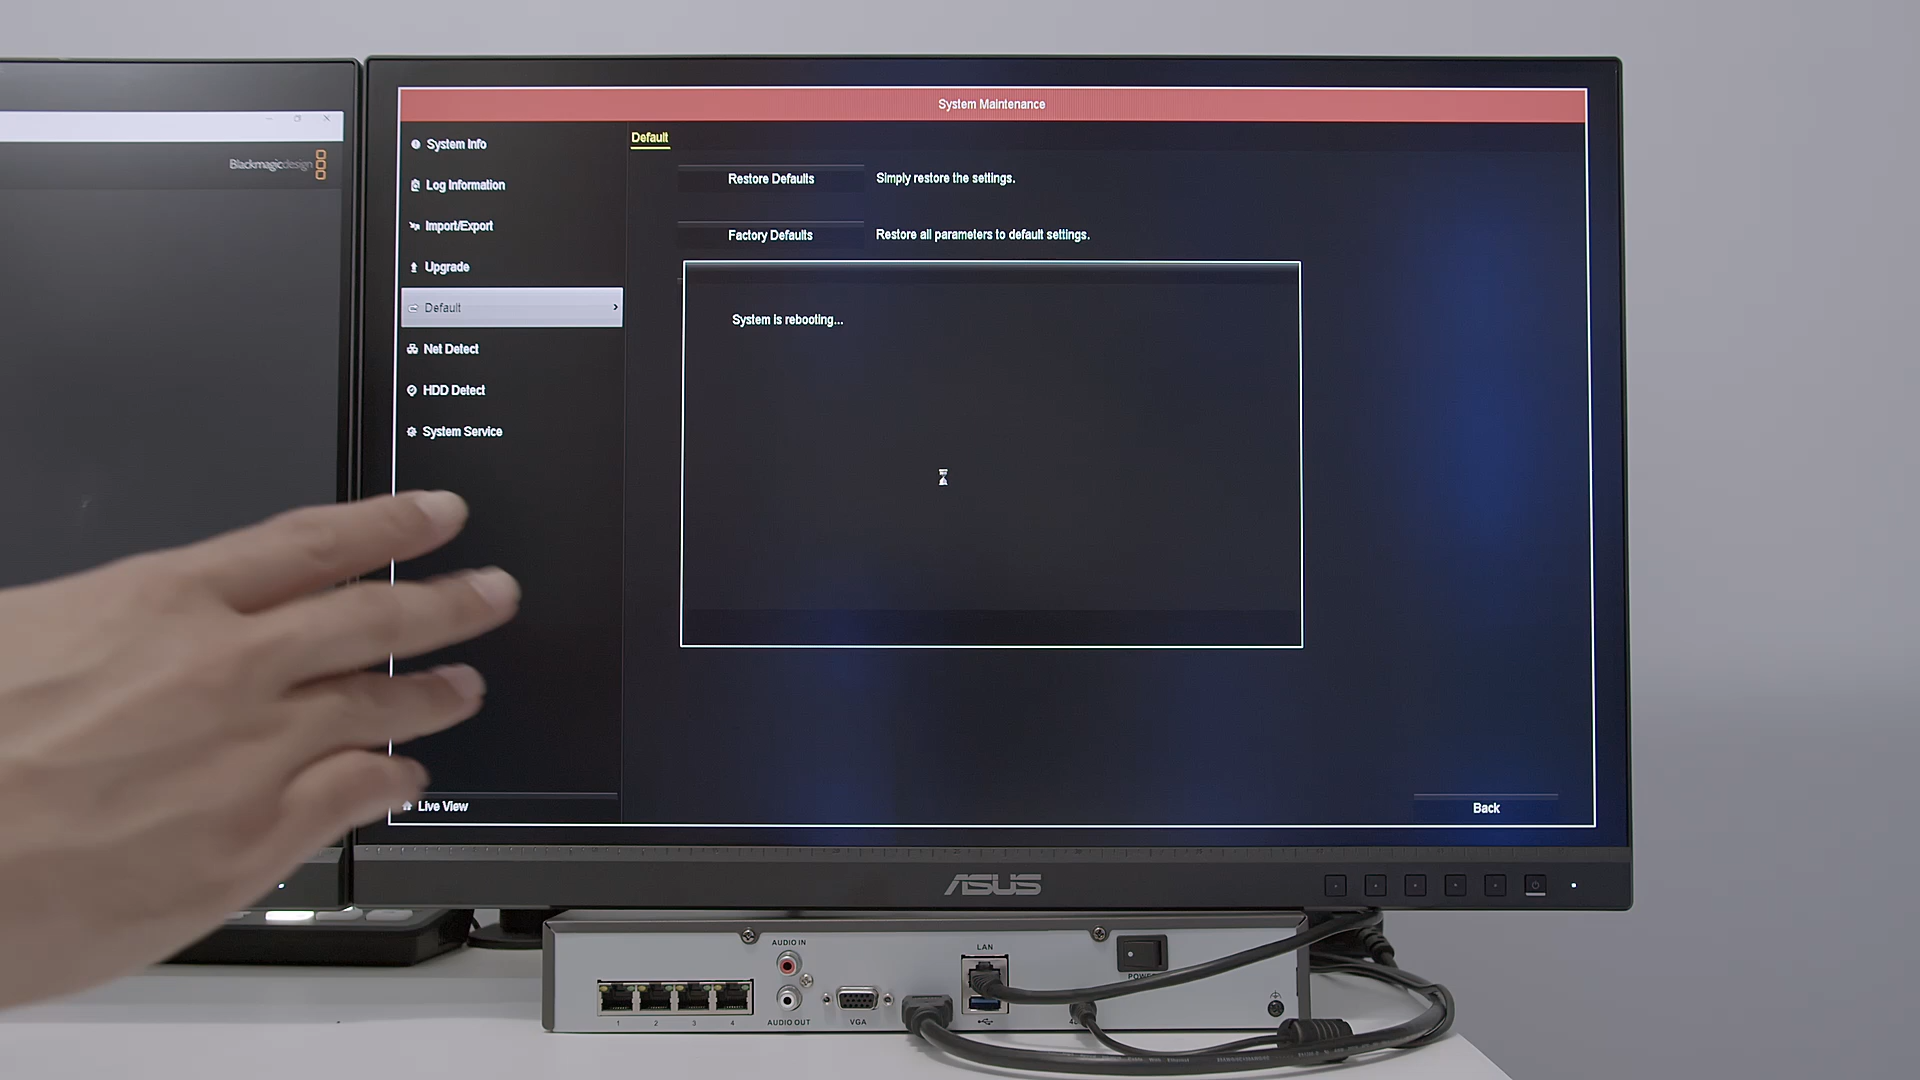 System Maintenance
System Info
Log Information
Import/Export
Upgrade
Default
Net Detect
HDD Detect
System Service
Live View
Default
Restore Defaults
Simply restore the settings.
Factory Defaults
Restore all parameters to default settings.
System is rebooting...
Back
Blackmagicdesign
ASUS
AUDIO IN
AUDIO OUT
VGA
LAN
1
2
3
4